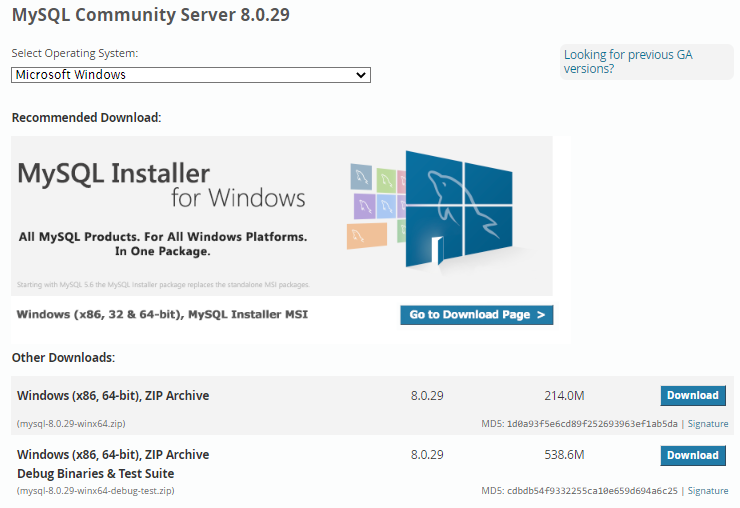 MySQL Community Server 8.0.29
Select Operating System:
Microsoft Windows
Looking for previous GA
versions?
Recommended Download:
MySQL Installer
for Windows
All MySQL Products. For All Windows Platforms.
In One Package.
Starting with MySQL 5.6 the MySQL Installer package replaces the standalone MSI packages.
Windows (x86, 32 & 64-bit), MySQL Installer MSI
Go to Download Page >
Other Downloads:
Windows (x86, 64-bit), ZIP Archive 8.0.29 214.0M Download
(mysql-8.0.29-winx64.zip) MD5: 1d0a93f5e6cd89f252693963ef1ab5da | Signature
Windows (x86, 64-bit), ZIP Archive 8.0.29 538.6M Download
Debug Binaries & Test Suite
(mysql-8.0.29-winx64-debug-test.zip) MD5: cdbdb54f9332255ca10e659d694a6c25 | Signature